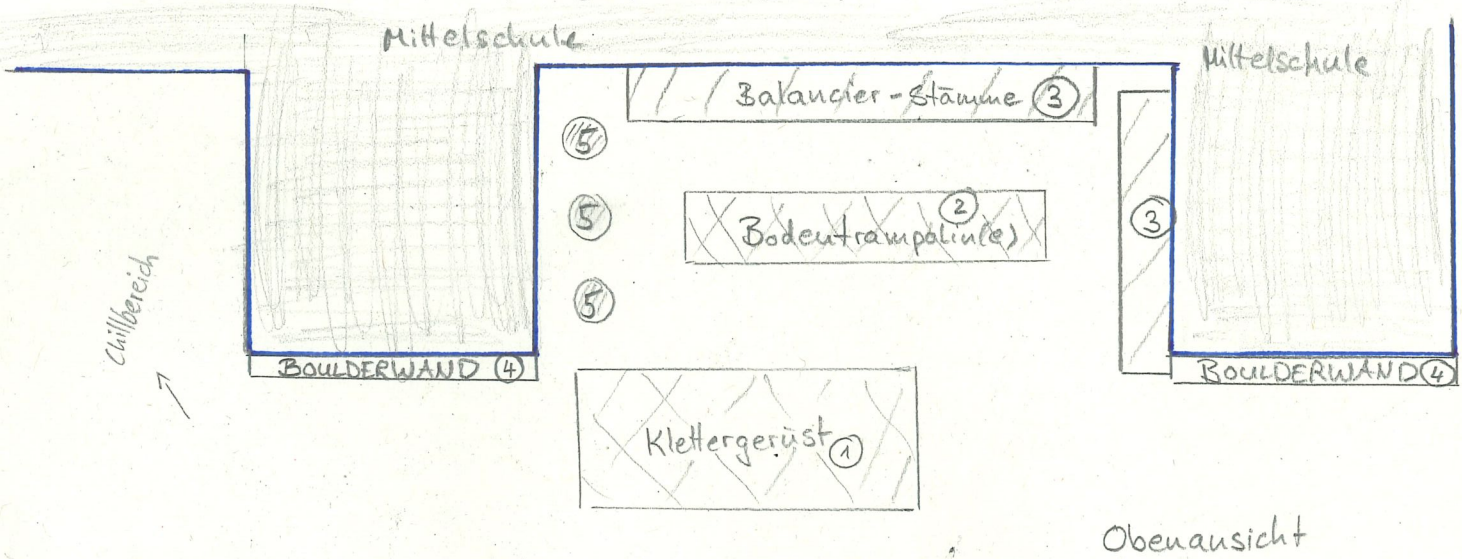 Mittelschule
Mittelschule
Balancier-Stämme 3
5
5
5
Bodentrampolin(e) 2
3
Chillbereich
BOULDERWAND 4
BOULDERWAND 4
Klettergerüst 1
Obenansicht